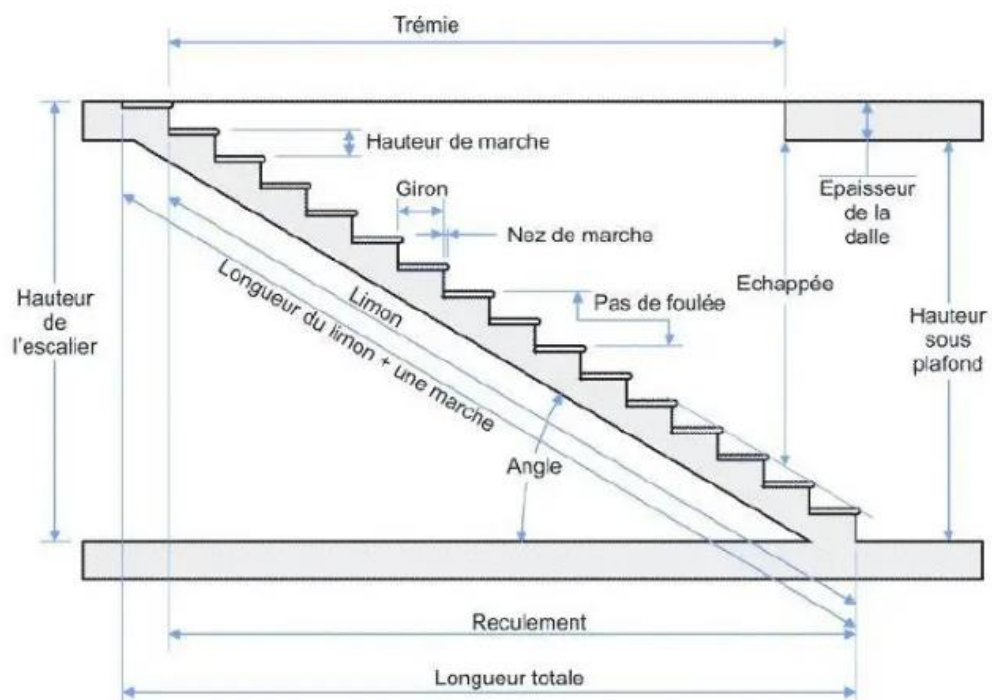 Trémie
Hauteur de marche
Giron
Epaisseur
de la
dalle
Nez de marche
Echappée
Hauteur
de
l'escalier
Limon
Longueur du limon + une marche
Pas de foulée
Hauteur
sous
plafond
Angle
Reculement
Longueur totale